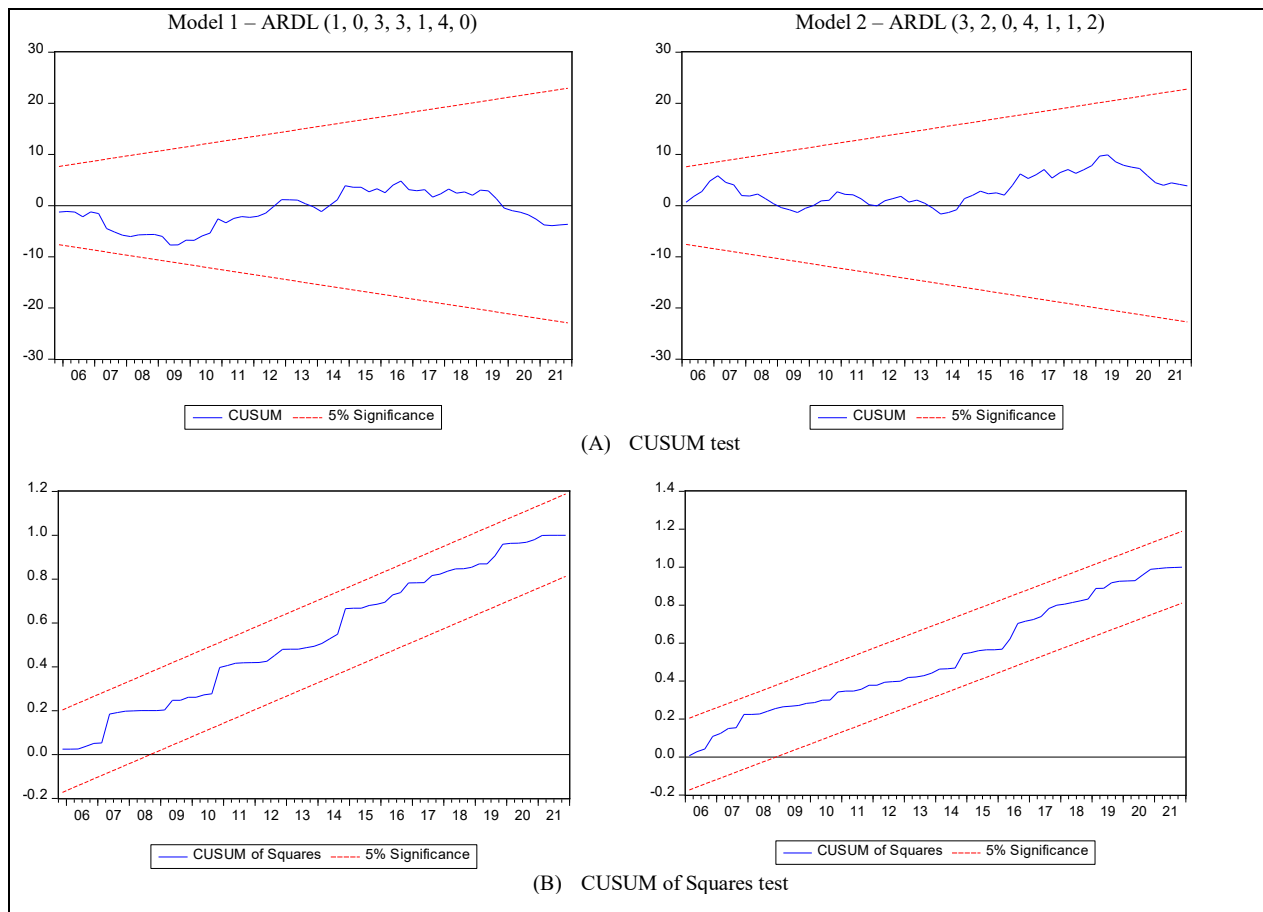 Model 1 – ARDL (1, 0, 3, 3, 1, 4, 0) Model 2 – ARDL (3, 2, 0, 4, 1, 1, 2)
30
20
10
0
-10
-20
-30
06 07 08 09 10 11 12 13 14 15 16 17 18 19 20 21
CUSUM 5% Significance
30
20
10
0
-10
-20
-30
06 07 08 09 10 11 12 13 14 15 16 17 18 19 20 21
CUSUM 5% Significance
(A) CUSUM test
1.2
1.0
0.8
0.6
0.4
0.2
0.0
-0.2
06 07 08 09 10 11 12 13 14 15 16 17 18 19 20 21
CUSUM of Squares 5% Significance
1.4
1.2
1.0
0.8
0.6
0.4
0.2
0.0
-0.2
06 07 08 09 10 11 12 13 14 15 16 17 18 19 20 21
CUSUM of Squares 5% Significance
(B) CUSUM of Squares test